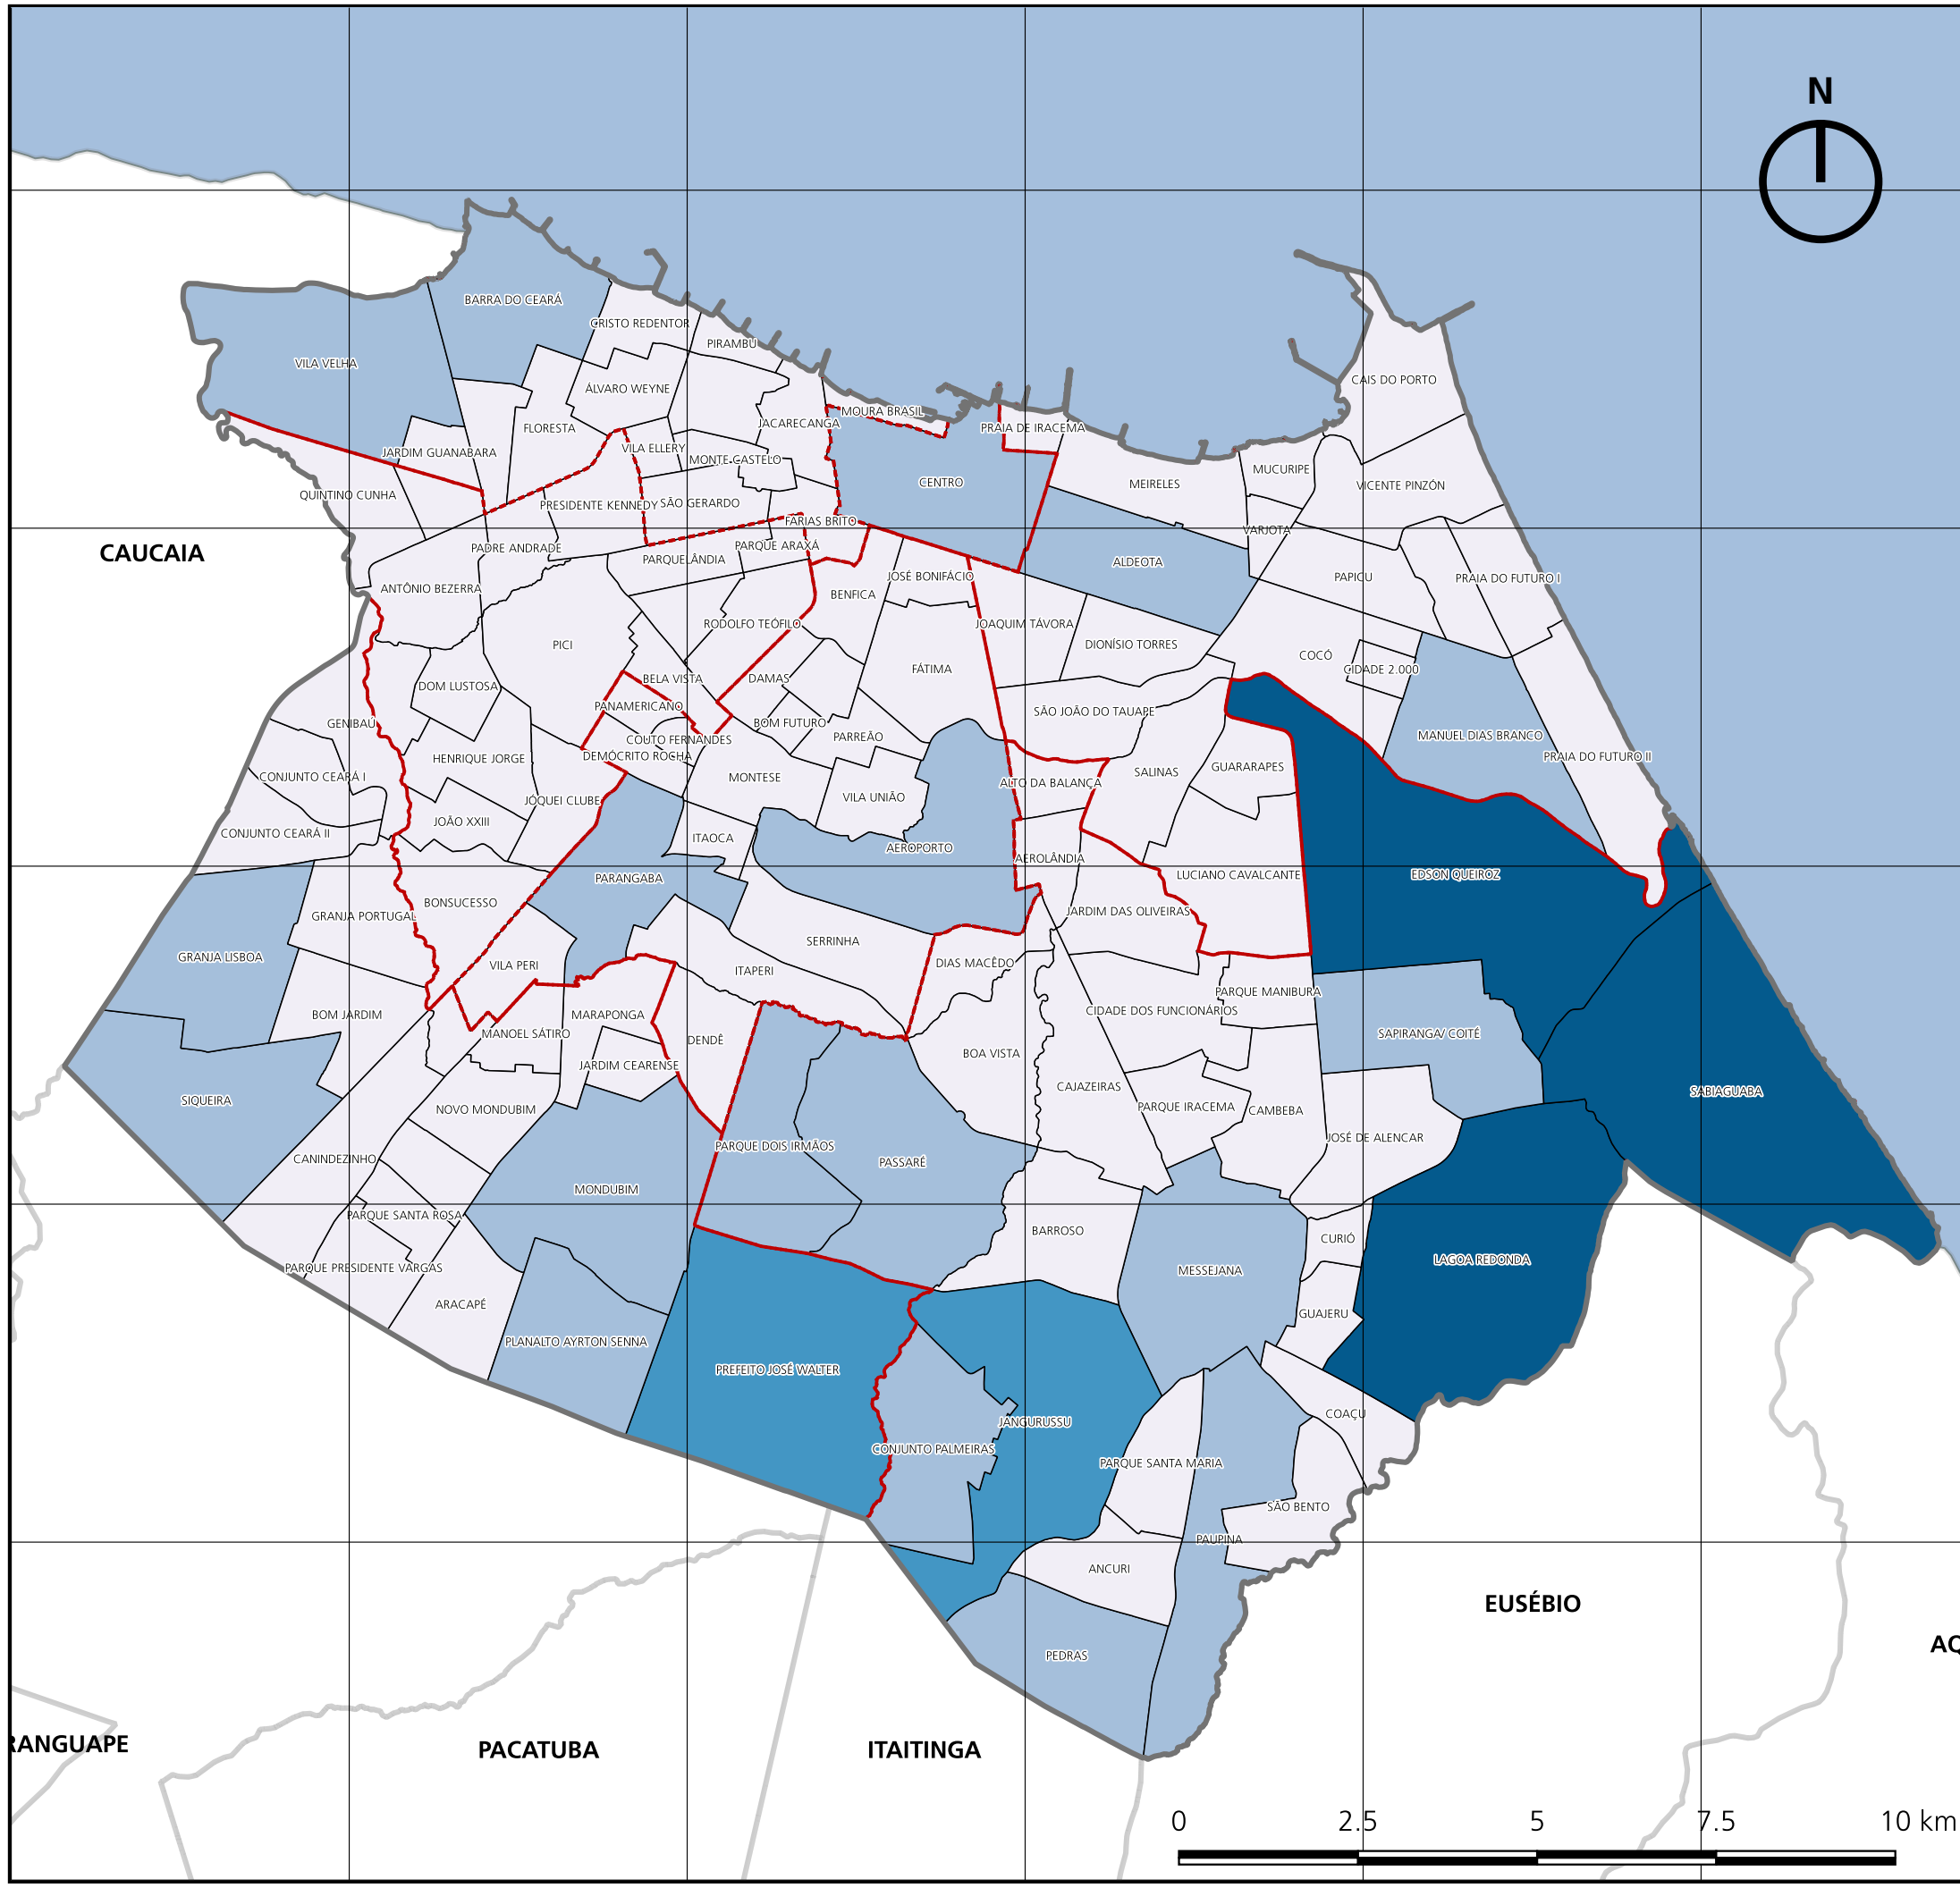 N
BARRA DO CEARÁ
CRISTO REDENTOR
PIRAMBÚ
VILA VELHA
CAIS DO PORTO
ÁLVARO WEYNE
MOURA BRASIL
JACARECANGA
FLORESTA
PRAIA DE IRACEMA
VILA ELLERY
JARDIM GUANABARA
MONTE CASTELO
MUCURIPE
CENTRO
MEIRELES
VICENTE PINZÓN
QUINTINO CUNHA
PRESIDENTE KENNEDY
SÃO GERARDO
FARIAS BRITO
VARJOTA
CAUCAIA
PADRE ANDRADE
PARQUE ARAXÁ
PARQUELÂNDIA
ALDEOTA
JOSÉ BONIFÁCIO
PAPICU
PRAIA DO FUTURO I
ANTÔNIO BEZERRA
BENFICA
RODOLFO TEÓFILO
JOAQUIM TÁVORA
PICI
DIONÍSIO TORRES
COCÓ
FÁTIMA
CIDADE 2.000
BELA VISTA
DAMAS
DOM LUSTOSA
PANAMERICANO
SÃO JOÃO DO TAUAPE
GENIBAÚ
BOM FUTURO
MANUEL DIAS BRANCO
COUTO FERNANDES
PARREÃO
DEMÓCRITO ROCHA
PRAIA DO FUTURO II
HENRIQUE JORGE
GUARARAPES
SALINAS
CONJUNTO CEARÁ I
MONTESE
ALTO DA BALANÇA
VILA UNIÃO
JÓQUEI CLUBE
JOÃO XXIII
CONJUNTO CEARÁ II
ITAOCA
AEROPORTO
AEROLÂNDIA
PARANGABA
LUCIANO CAVALCANTE
EDSON QUEIROZ
BONSUCESSO
GRANJA PORTUGAL
JARDIM DAS OLIVEIRAS
SERRINHA
GRANJA LISBOA
VILA PERI
ITAPERI
DIAS MACÊDO
PARQUE MANIBURA
BOM JARDIM
MARAPONGA
CIDADE DOS FUNCIONÁRIOS
MANOEL SÁTIRO
DENDÊ
SAPIRANGA/ COITÉ
BOA VISTA
JARDIM CEARENSE
CAJAZEIRAS
SABIAGUABA
SIQUEIRA
NOVO MONDUBIM
PARQUE IRACEMA
CAMBEBA
JOSÉ DE ALENCAR
PARQUE DOIS IRMÃOS
CANINDEZINHO
PASSARÉ
MONDUBIM
PARQUE SANTA ROSA
BARROSO
CURIÓ
LAGOA REDONDA
PARQUE PRESIDENTE VARGAS
MESSEJANA
ARACAPÉ
GUAJERU
PLANALTO AYRTON SENNA
PREFEITO JOSÉ WALTER
COAÇU
JANGURUSSU
CONJUNTO PALMEIRAS
PARQUE SANTA MARIA
SÃO BENTO
PAUPINA
ANCURI
EUSÉBIO
AQ
PEDRAS
RANGUAPE
PACATUBA
ITAITINGA
0 2.5 5 7.5 10 km